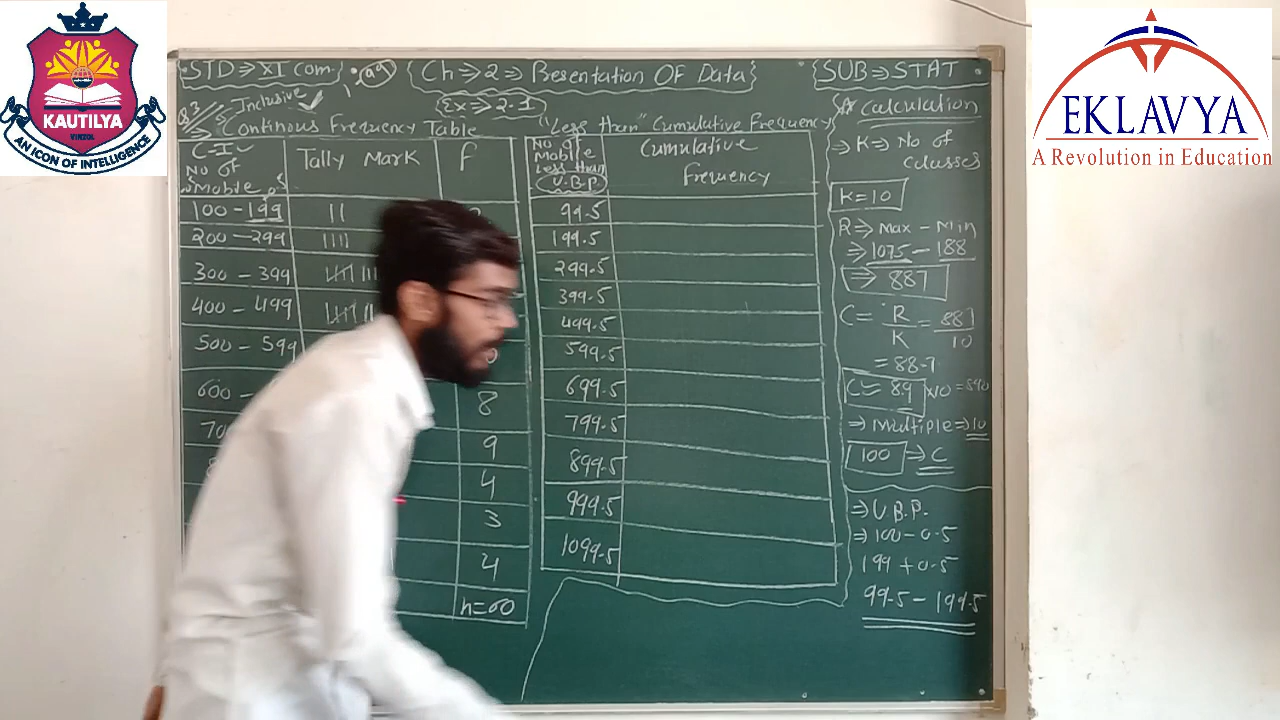 KAUTILYA
VINZOL
AN ICON OF INTELLIGENCE
EKLAVYA
A Revolution in Education
STD ⇒ XI Com.
Ch ⇒ 2 ⇒ Besentation OF Data
SUB ⇒ STAT
Inclusive ✓
Ex ⇒ 2.1
⇒ Continous Frequency Table
C-I ✓
No of
Mobile
Tally Mark
F
100 - 199
200 - 299
300 - 399
400 - 499
500 - 599
600 -
8
9
4
3
4
n=60
"Less than" Cumulative Frequency
No of
Mobile
Less than
U.B.P
Cumulative
Frequency
99.5
199.5
299.5
399.5
499.5
599.5
699.5
799.5
899.5
999.5
1099.5
Calculation
⇒ K ⇒ No of
classes
K=10
R ⇒ Max - Min
⇒ 1075 - 188
⇒ 887
C = R/K = 887/10
= 88.7
C ≈ 89 x10=890
⇒ Multiple ⇒ 10
100 ⇒ C
⇒ U.B.P.
⇒ 100 - 0.5
199 + 0.5
99.5 - 199.5